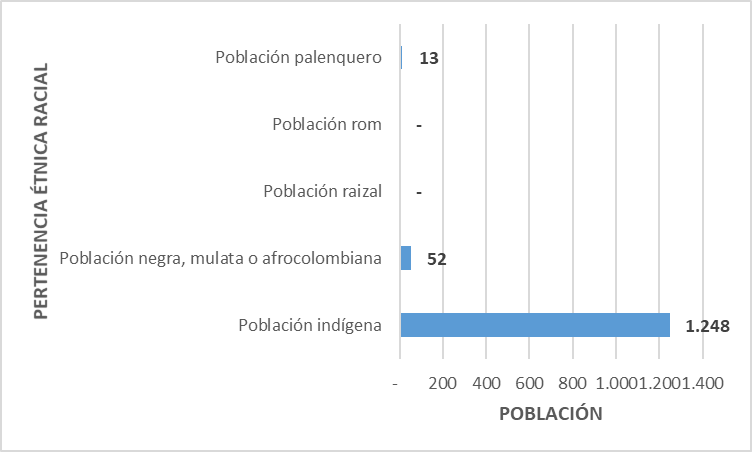 PERTENENCIA ÉTNICA RACIAL
Población palenquero 13
Población rom -
Población raizal -
Población negra, mulata o afrocolombiana 52
Población indígena 1.248
- 200 400 600 800 1.000 1.200 1.400
POBLACIÓN